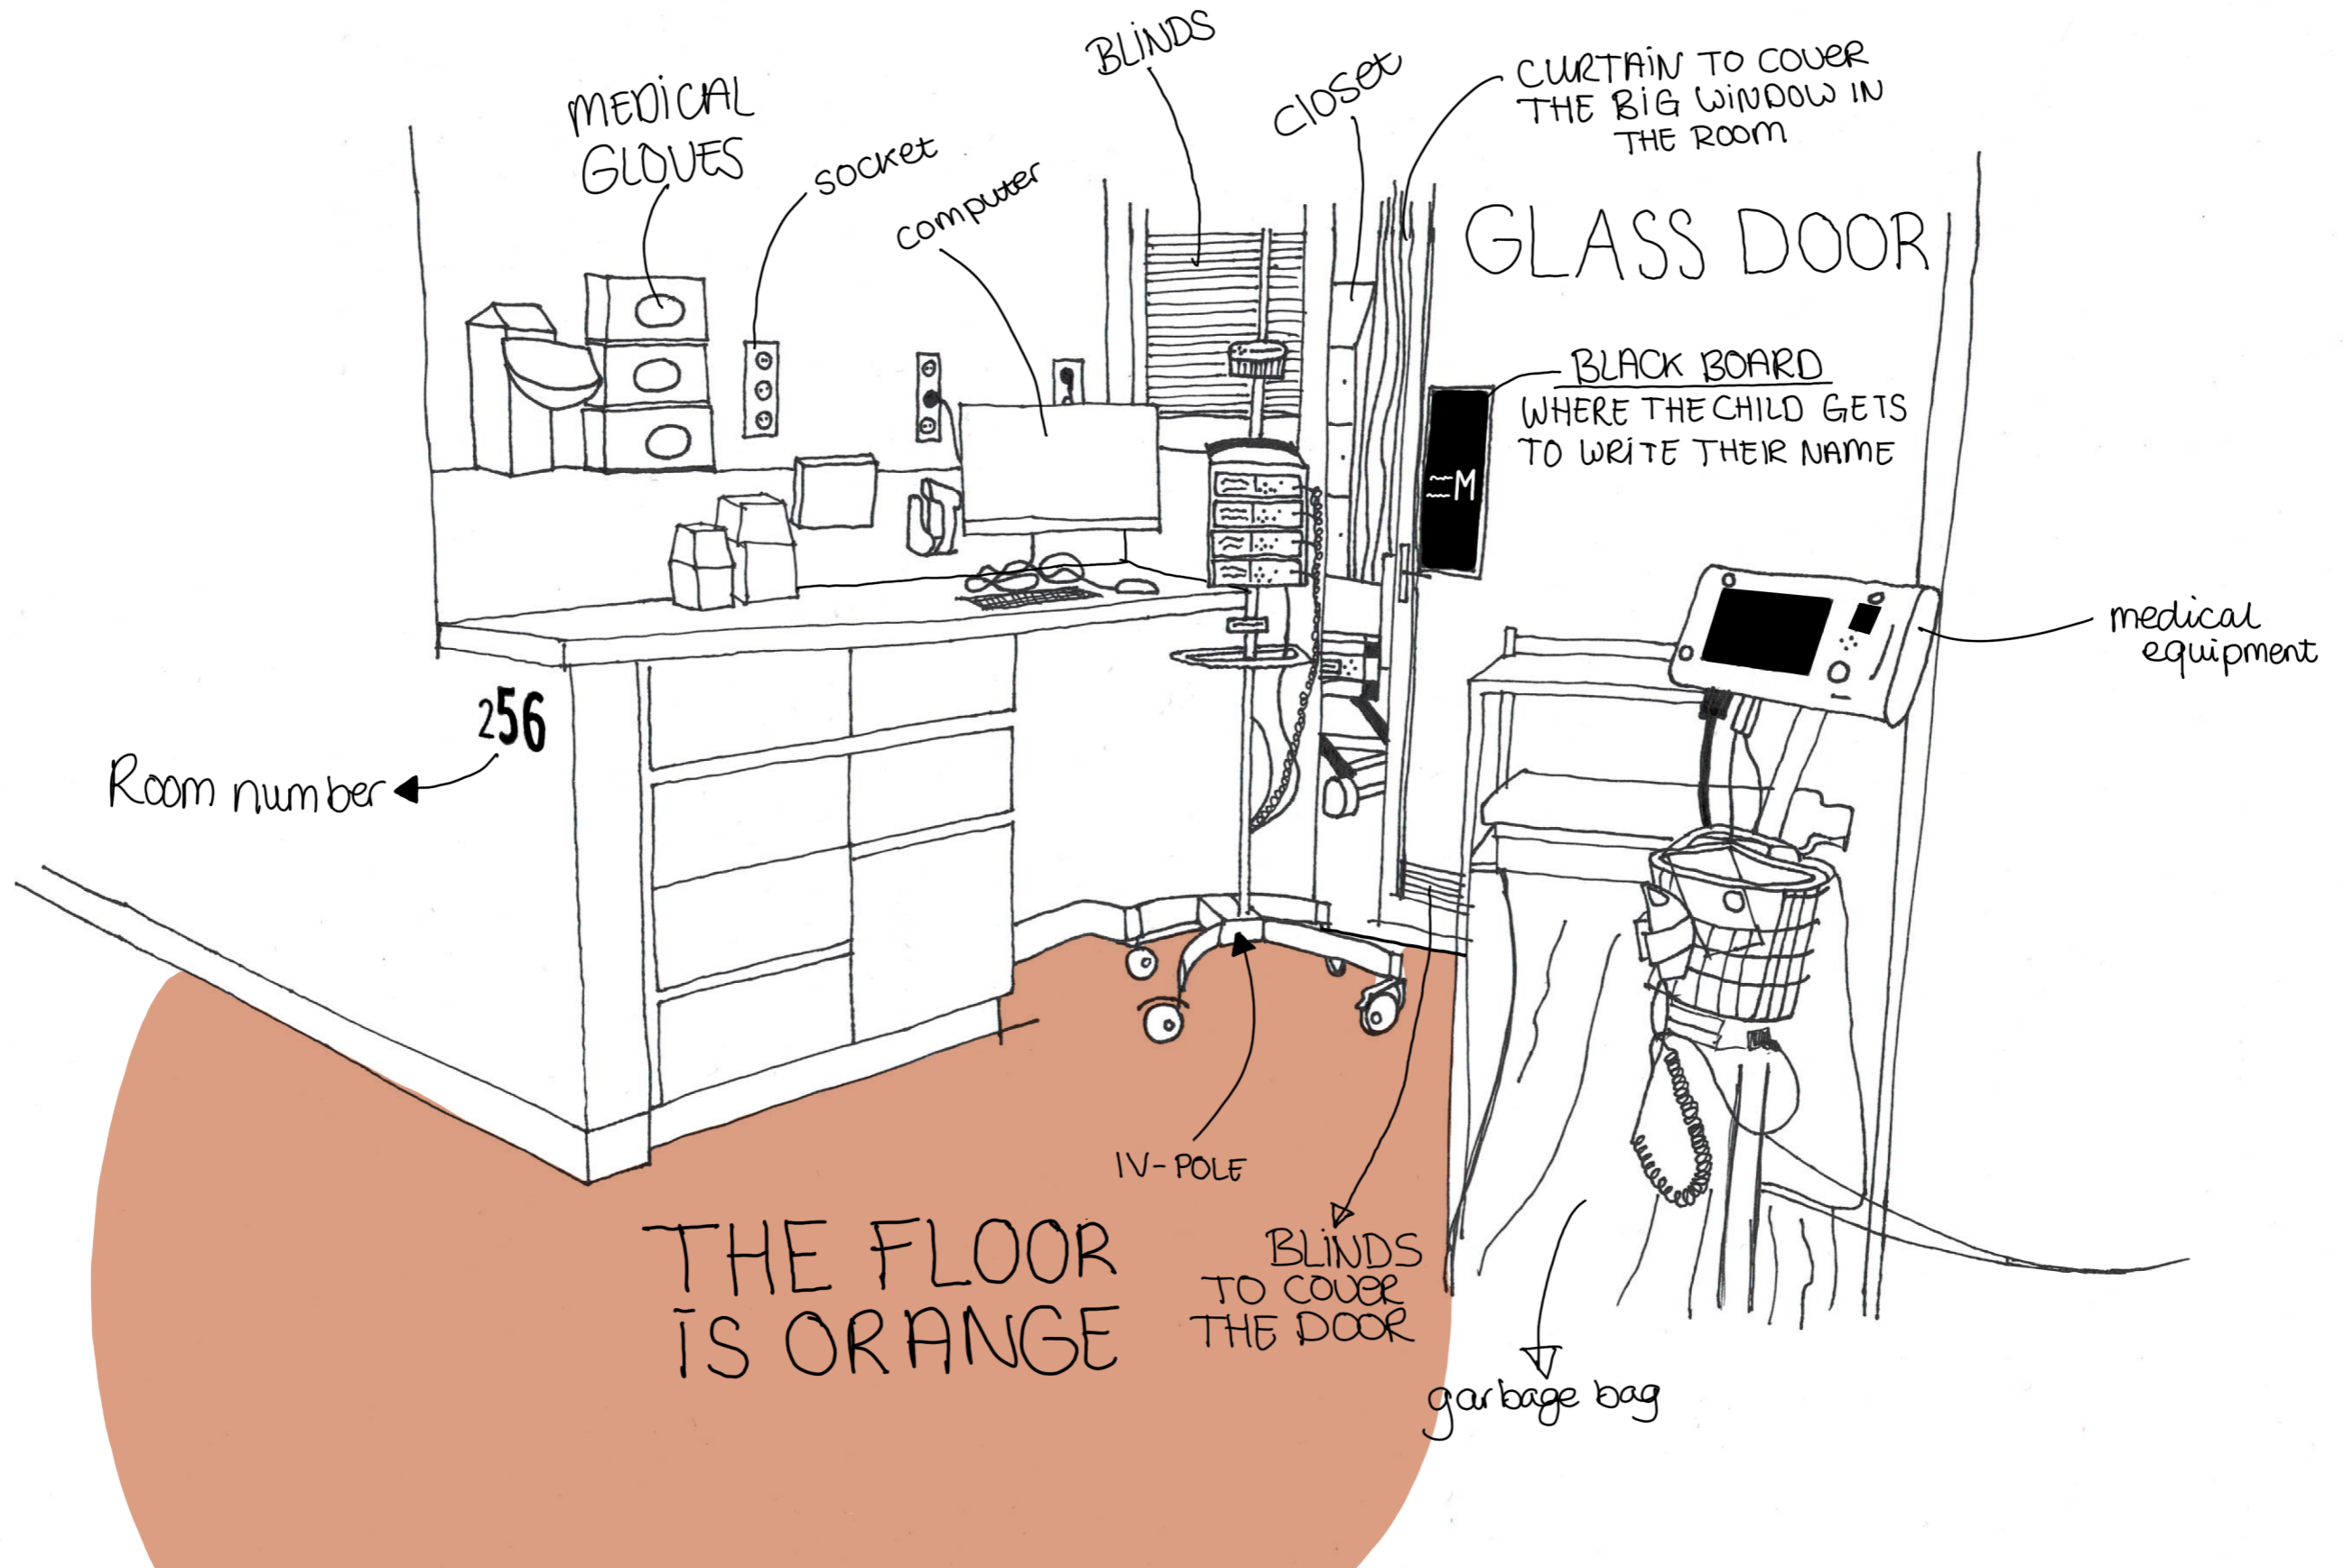 BLINDS
CLOSET
CURTAIN TO COVER
THE BIG WINDOW IN
THE ROOM
MEDICAL
GLOVES
socket
computer
GLASS DOOR
BLACK BOARD
WHERE THE CHILD GETS
TO WRITE THEIR NAME
M
medical
equipment
256
Room number
IV-POLE
THE FLOOR
IS ORANGE
BLINDS
TO COVER
THE DOOR
garbage bag